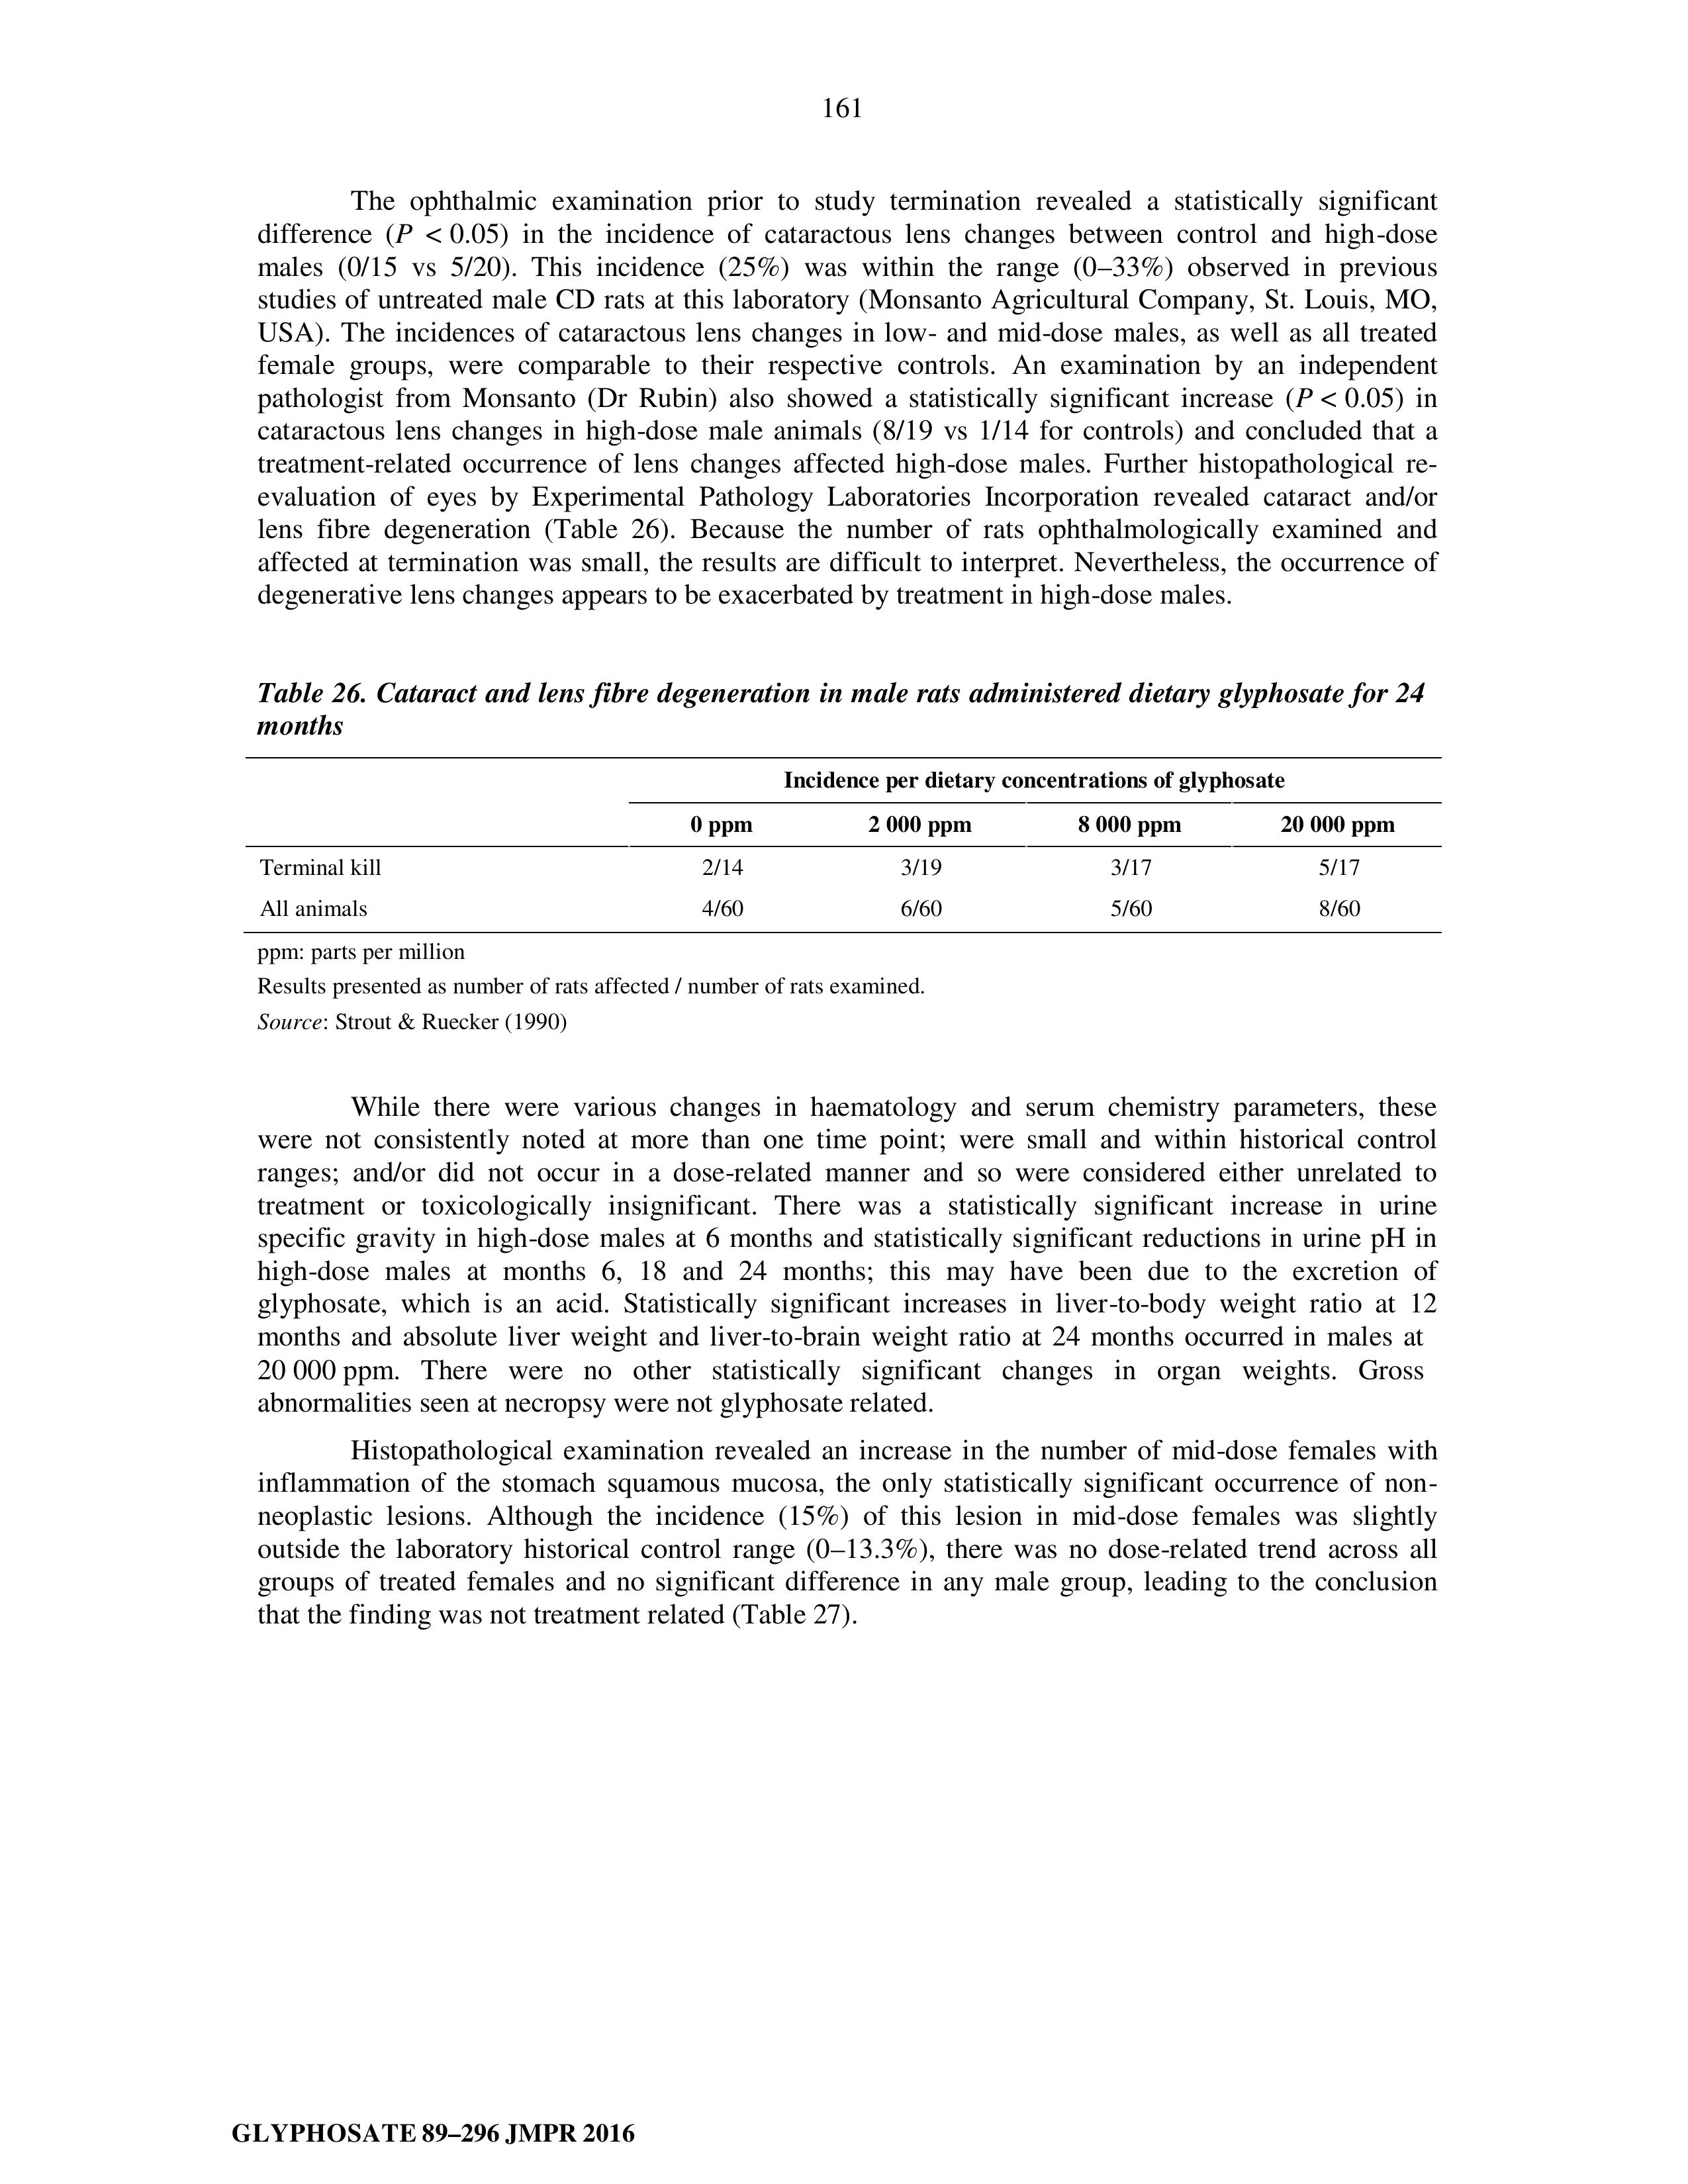 161
The ophthalmic examination prior to study termination revealed a statistically significant
difference (P < 0.05) in the incidence of cataractous lens changes between control and high-dose
males (0/15 vs 5/20). This incidence (25%) was within the range (0–33%) observed in previous
studies of untreated male CD rats at this laboratory (Monsanto Agricultural Company, St. Louis, MO,
USA). The incidences of cataractous lens changes in low- and mid-dose males, as well as all treated
female groups, were comparable to their respective controls. An examination by an independent
pathologist from Monsanto (Dr Rubin) also showed a statistically significant increase (P < 0.05) in
cataractous lens changes in high-dose male animals (8/19 vs 1/14 for controls) and concluded that a
treatment-related occurrence of lens changes affected high-dose males. Further histopathological re-
evaluation of eyes by Experimental Pathology Laboratories Incorporation revealed cataract and/or
lens fibre degeneration (Table 26). Because the number of rats ophthalmologically examined and
affected at termination was small, the results are difficult to interpret. Nevertheless, the occurrence of
degenerative lens changes appears to be exacerbated by treatment in high-dose males.
Table 26. Cataract and lens fibre degeneration in male rats administered dietary glyphosate for 24
months
Incidence per dietary concentrations of glyphosate
0 ppm 2 000 ppm 8 000 ppm 20 000 ppm
Terminal kill 2/14 3/19 3/17 5/17
All animals 4/60 6/60 5/60 8/60
ppm: parts per million
Results presented as number of rats affected / number of rats examined.
Source: Strout & Ruecker (1990)
While there were various changes in haematology and serum chemistry parameters, these
were not consistently noted at more than one time point; were small and within historical control
ranges; and/or did not occur in a dose-related manner and so were considered either unrelated to
treatment or toxicologically insignificant. There was a statistically significant increase in urine
specific gravity in high-dose males at 6 months and statistically significant reductions in urine pH in
high-dose males at months 6, 18 and 24 months; this may have been due to the excretion of
glyphosate, which is an acid. Statistically significant increases in liver-to-body weight ratio at 12
months and absolute liver weight and liver-to-brain weight ratio at 24 months occurred in males at
20 000 ppm. There were no other statistically significant changes in organ weights. Gross
abnormalities seen at necropsy were not glyphosate related.
Histopathological examination revealed an increase in the number of mid-dose females with
inflammation of the stomach squamous mucosa, the only statistically significant occurrence of non-
neoplastic lesions. Although the incidence (15%) of this lesion in mid-dose females was slightly
outside the laboratory historical control range (0–13.3%), there was no dose-related trend across all
groups of treated females and no significant difference in any male group, leading to the conclusion
that the finding was not treatment related (Table 27).
GLYPHOSATE 89–296 JMPR 2016